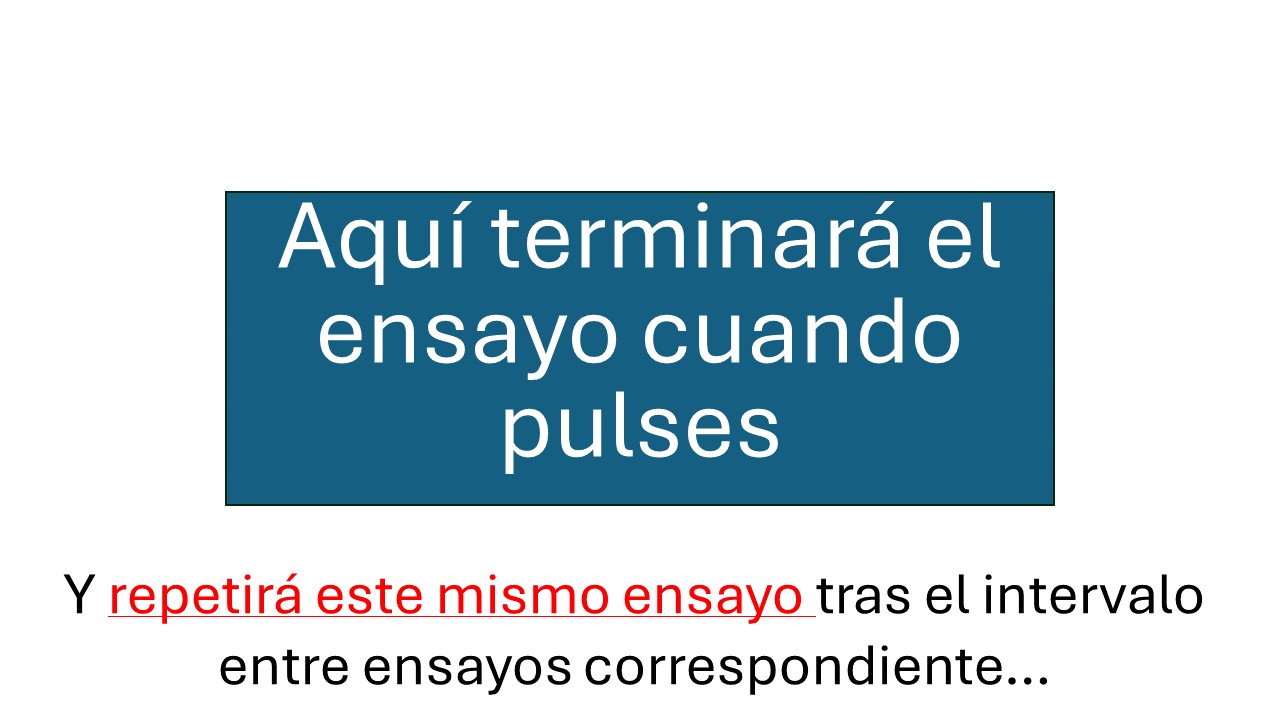 Aquí terminará el
ensayo cuando
pulses
Y repetirá este mismo ensayo tras el intervalo
entre ensayos correspondiente...